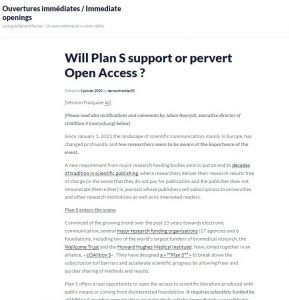 Ouvertures immédiates / Immediate
openings
Will Plan S support or pervert
Open Access ?
Posted on 4 janvier 2021 by bernardrentier01
[Version Française ici]
[Please read also rectifications and comments by Johan Rooryck, executive director of
cOAlition S (rooryck.org) below]
Since January 1, 2021 the landscape of scientific communication, mainly in Europe, has
changed profoundly and few researchers seem to be aware of the importance of the
event.
A new requirement from major research funding bodies aims to put an end to decades
of tradition in scientific publishing, where researchers deliver their research results free
of charge (in the sense that they do not pay for publication and the publisher does not
remunerate them either) in journals whose publishers sell subscriptions to universities
and other research institutions as well as to interested readers.
Plan S enters the scene
Convinced of the growing trend over the past 25 years towards electronic
communication, several major research funding organisations (17 agencies and 6
foundations, including two of the world's largest funders of biomedical research, the
Wellcome Trust and the Howard Hughes Medical Institute), have joined together in an
alliance, « cOAlition S« . They have designed a « **Plan S** » to break down the
subscription toll barriers and accelerate scientific progress by allowing freer and
quicker sharing of methods and results.
Plan S offers a real opportunity to open the access to scientific literature produced with
public means or coming from disinterested foundations. It requires scientists funded by